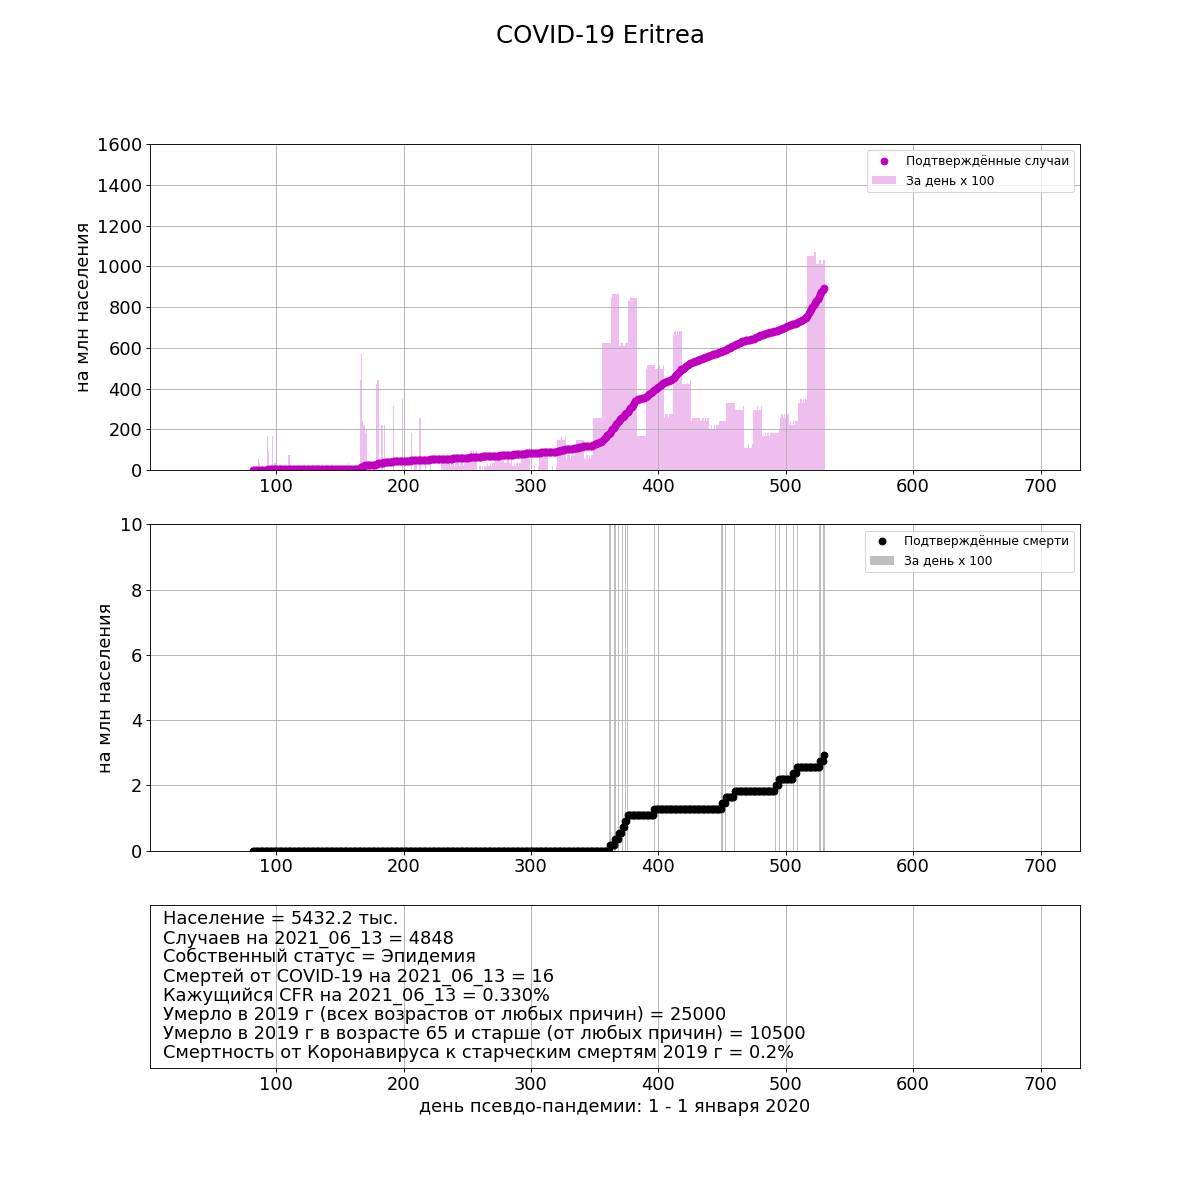 COVID-19 Eritrea
1600
1400
1200
1000
800
600
400
200
0
на млн населения
Подтверждённые случаи
За день x 100
100 200 300 400 500 600 700
10
8
6
4
2
0
на млн населения
Подтверждённые смерти
За день x 100
100 200 300 400 500 600 700
Население = 5432.2 тыс.
Случаев на 2021_06_13 = 4848
Собственный статус = Эпидемия
Смертей от COVID-19 на 2021_06_13 = 16
Кажущийся CFR на 2021_06_13 = 0.330%
Умерло в 2019 г (всех возрастов от любых причин) = 25000
Умерло в 2019 г в возрасте 65 и старше (от любых причин) = 10500
Смертность от Коронавируса к старческим смертям 2019 г = 0.2%
100 200 300 400 500 600 700
день псевдо-пандемии: 1 - 1 января 2020